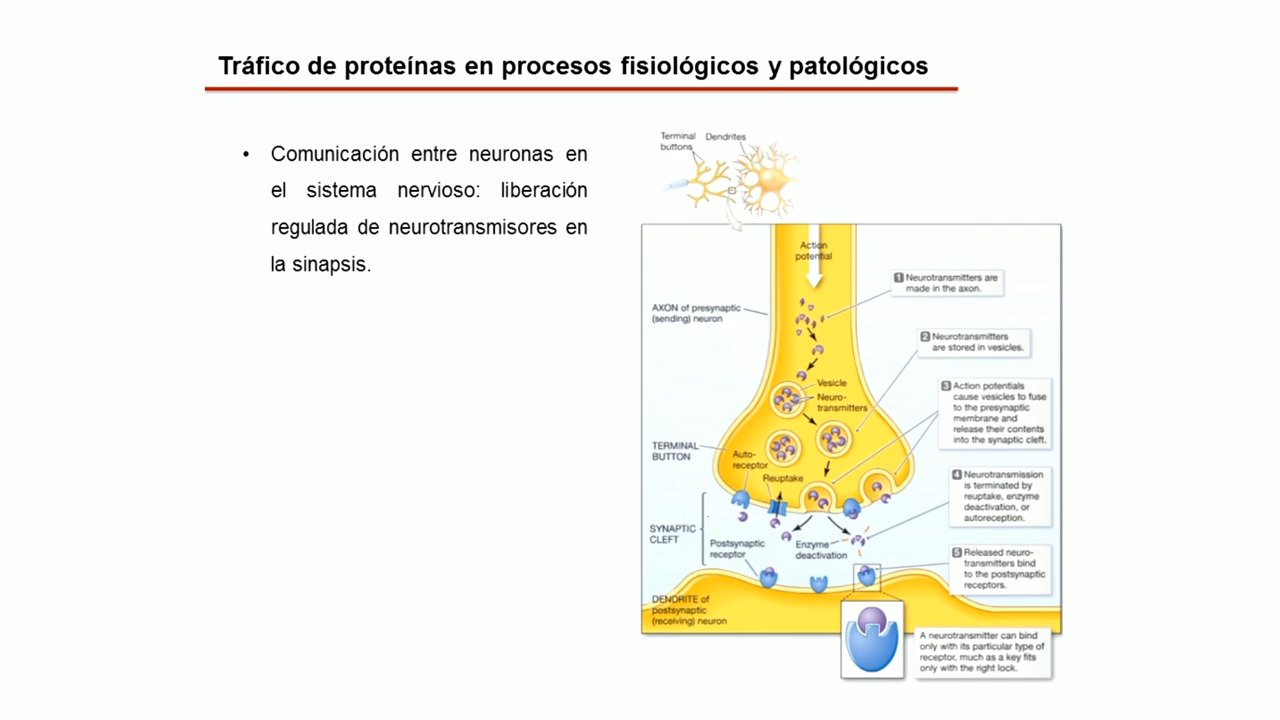 Tráfico de proteínas en procesos fisiológicos y patológicos
• Comunicación entre neuronas en
el sistema nervioso: liberación
regulada de neurotransmisores en
la sinapsis.
Terminal
buttons
Dendrites
Action
potential
1 Neurotransmitters are
made in the axon.
AXON of presynaptic
(sending) neuron
2 Neurotransmitters
are stored in vesicles.
Vesicle
Neuro-
transmitters
3 Action potentials
cause vesicles to fuse
to the presynaptic
membrane and
release their contents
into the synaptic cleft.
TERMINAL
BUTTON
Auto-
receptor
Reuptake
4 Neurotransmission
is terminated by
reuptake, enzyme
deactivation, or
autoreception.
SYNAPTIC
CLEFT
Postsynaptic
receptor
Enzyme
deactivation
5 Released neuro-
transmitters bind
to the postsynaptic
receptors.
DENDRITE of
postsynaptic
(receiving) neuron
A neurotransmitter can bind
only with its particular type of
receptor, much as a key fits
only with the right lock.